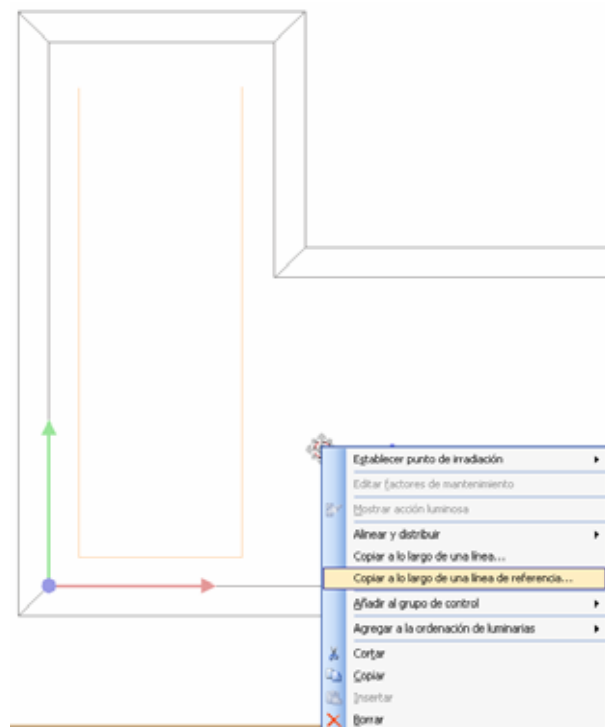 Establecer punto de irradiación
Editar factores de mantenimiento
Mostrar acción luminosa
Alinear y distribuir
Copiar a lo largo de una línea...
Copiar a lo largo de una línea de referencia...
Añadir al grupo de control
Agregar a la ordenación de luminarias
Cortar
Copiar
Insertar
Borrar